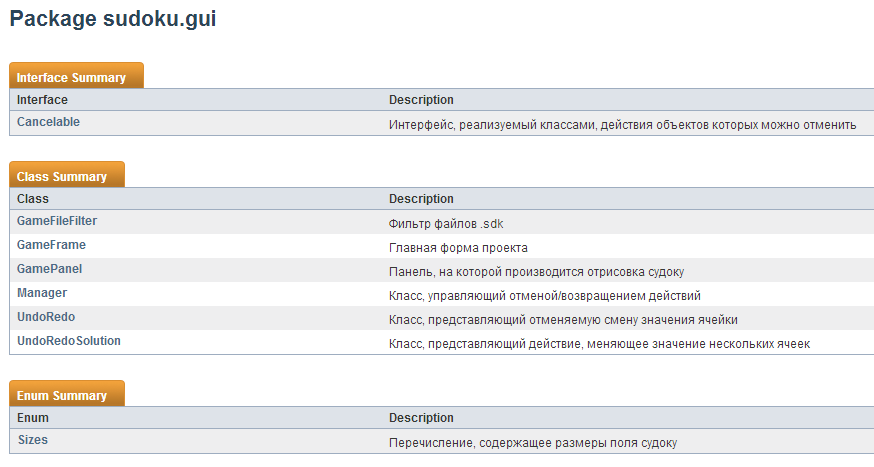 Package sudoku.gui
Interface Summary
Interface Description
Cancelable Интерфейс, реализуемый классами, действия объектов которых можно отменить
Class Summary
Class Description
GameFileFilter Фильтр файлов .sdk
GameFrame Главная форма проекта
GamePanel Панель, на которой производится отрисовка судоку
Manager Класс, управляющий отменой/возвращением действий
UndoRedo Класс, представляющий отменяемую смену значения ячейки
UndoRedoSolution Класс, представляющий действие, меняющее значение нескольких ячеек
Enum Summary
Enum Description
Sizes Перечисление, содержащее размеры поля судоку